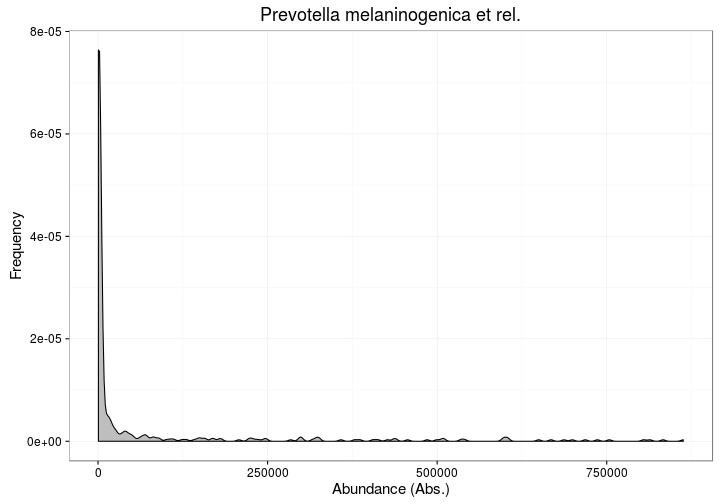 Prevotella melaninogenica et rel.
8e-05
6e-05
4e-05
2e-05
0e+00
Frequency
0
250000
500000
750000
Abundance (Abs.)